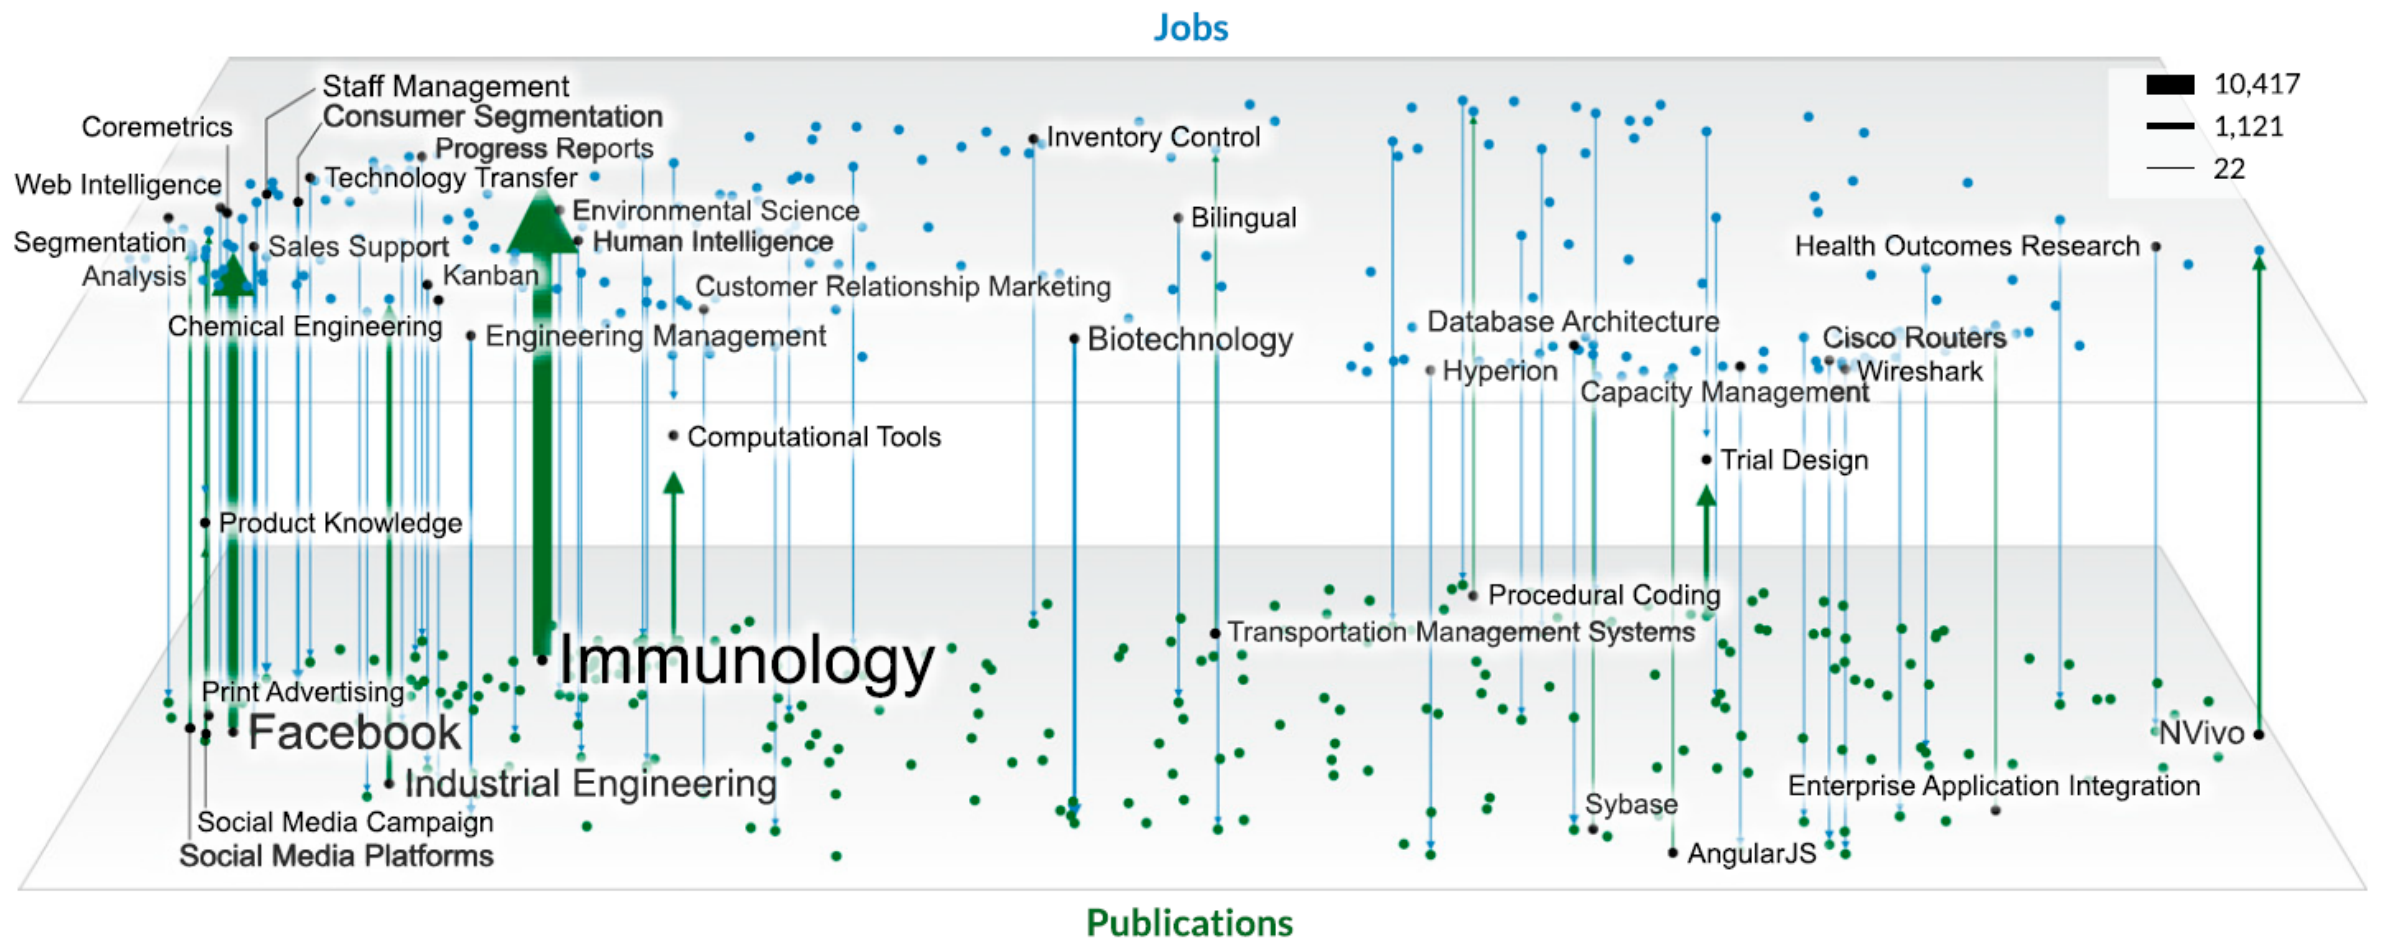 Jobs
Staff Management
Consumer Segmentation
Coremetrics
Progress Reports
Inventory Control
Technology Transfer
Web Intelligence
10,417
1,121
22
Environmental Science
Bilingual
Segmentation
Analysis
Sales Support
Human Intelligence
Health Outcomes Research
Kanban
Customer Relationship Marketing
Chemical Engineering
Engineering Management
Biotechnology
Database Architecture
Cisco Routers
Hyperion
Wireshark
Capacity Management
Computational Tools
Trial Design
Product Knowledge
Procedural Coding
Transportation Management Systems
Immunology
Print Advertising
Facebook
NVivo
Industrial Engineering
Enterprise Application Integration
Sybase
Social Media Campaign
Social Media Platforms
AngularJS
Publications